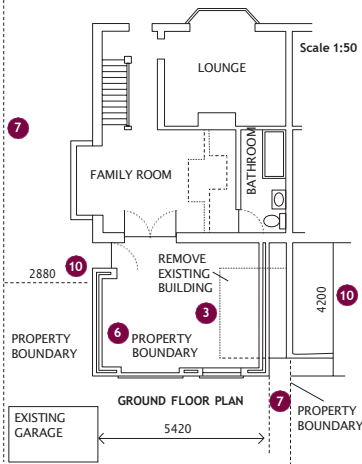 LOUNGE
Scale 1:50
7
BATHROOM
FAMILY ROOM
10
2880
REMOVE
EXISTING
BUILDING
3
4200
10
6
PROPERTY
BOUNDARY
PROPERTY
BOUNDARY
GROUND FLOOR PLAN
7
PROPERTY
BOUNDARY
EXISTING
GARAGE
5420